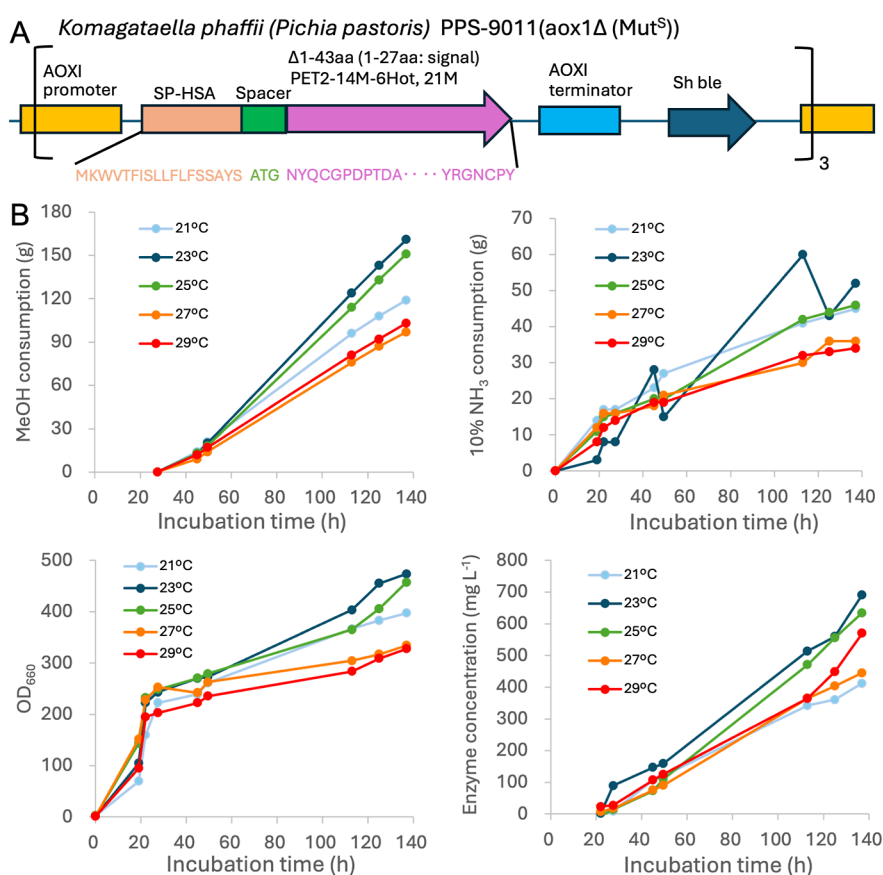 A
Komagataella phaffii (Pichia pastoris) PPS-9011(aox1Δ (Mutˢ))
Δ1-43aa (1-27aa: signal)
PET2-14M-6Hot, 21M
AOXI
promoter
SP-HSA
Spacer
AOXI
terminator
Sh ble
3
MKWVTFISLLFLFSSAYS ATG NYQCGPDPTDA···· YRGNCPY
B
MeOH consumption (g)
180
150
120
90
60
30
0
0 20 40 60 80 100 120 140
Incubation time (h)
21ºC
23ºC
25ºC
27ºC
29ºC
10% NH₃ consumption (g)
70
60
50
40
30
20
10
0
0 20 40 60 80 100 120 140
Incubation time (h)
21ºC
23ºC
25ºC
27ºC
29ºC
OD₆₆₀
500
400
300
200
100
0
0 20 40 60 80 100 120 140
Incubation time (h)
21ºC
23ºC
25ºC
27ºC
29ºC
Enzyme concentration (mg L⁻¹)
800
700
600
500
400
300
200
100
0
0 20 40 60 80 100 120 140
Incubation time (h)
21ºC
23ºC
25ºC
27ºC
29ºC